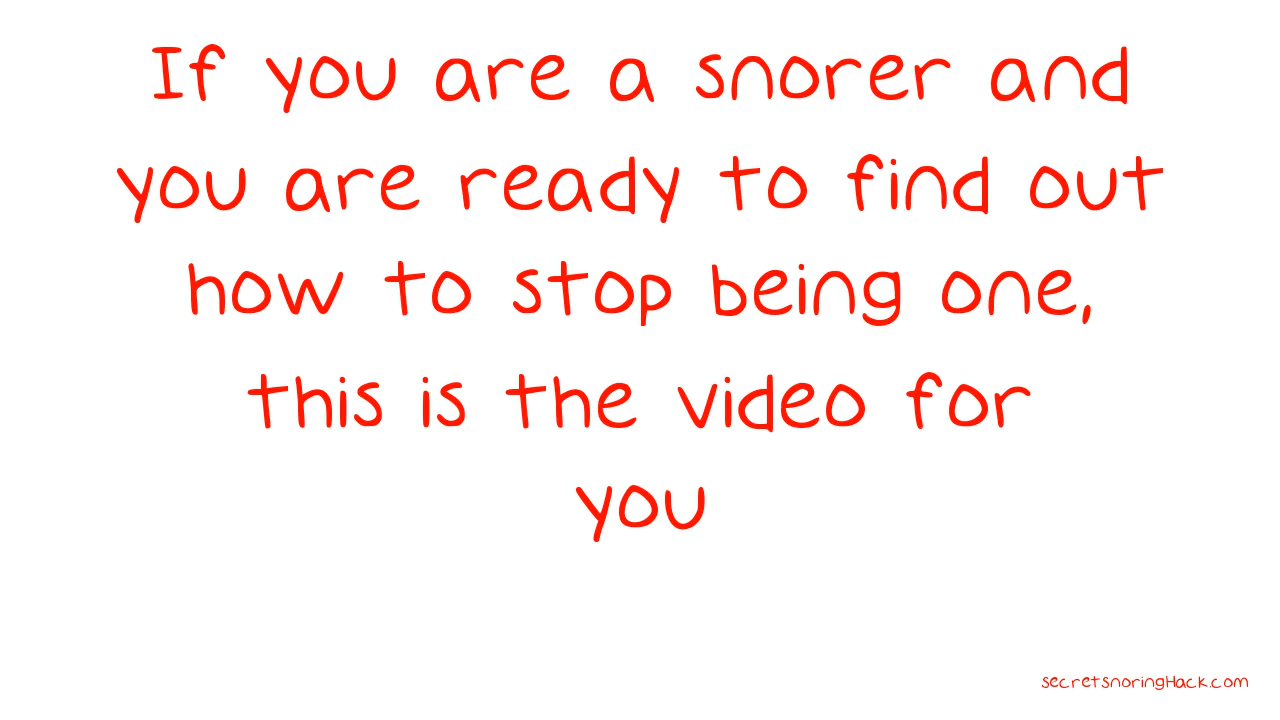 If you are a snorer and
you are ready to find out
how to stop being one,
this is the video for
you
secretsnoringHack.com